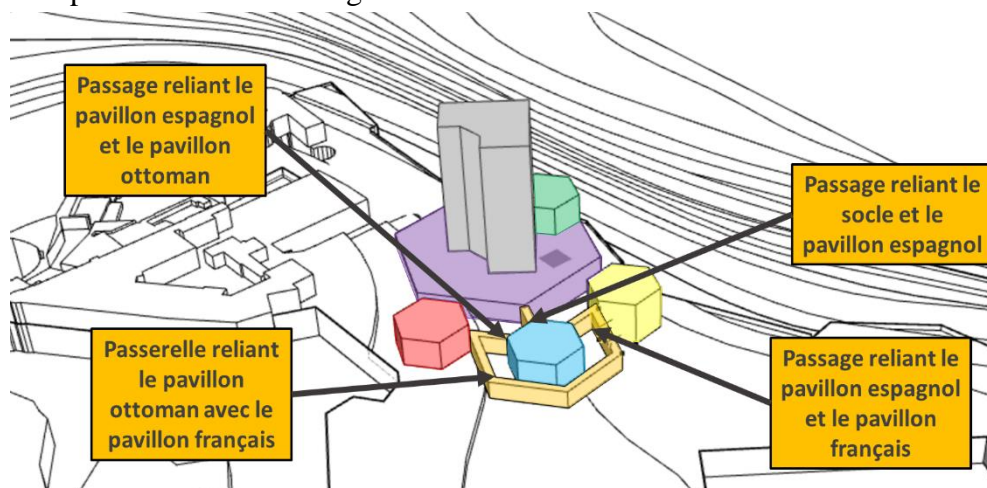 Passage reliant le
pavillon espagnol
et le pavillon
ottoman
Passage reliant le
socle et le
pavillon espagnol
Passerelle reliant
le pavillon
ottoman avec le
pavillon français
Passage reliant le
pavillon espagnol
et le pavillon
français